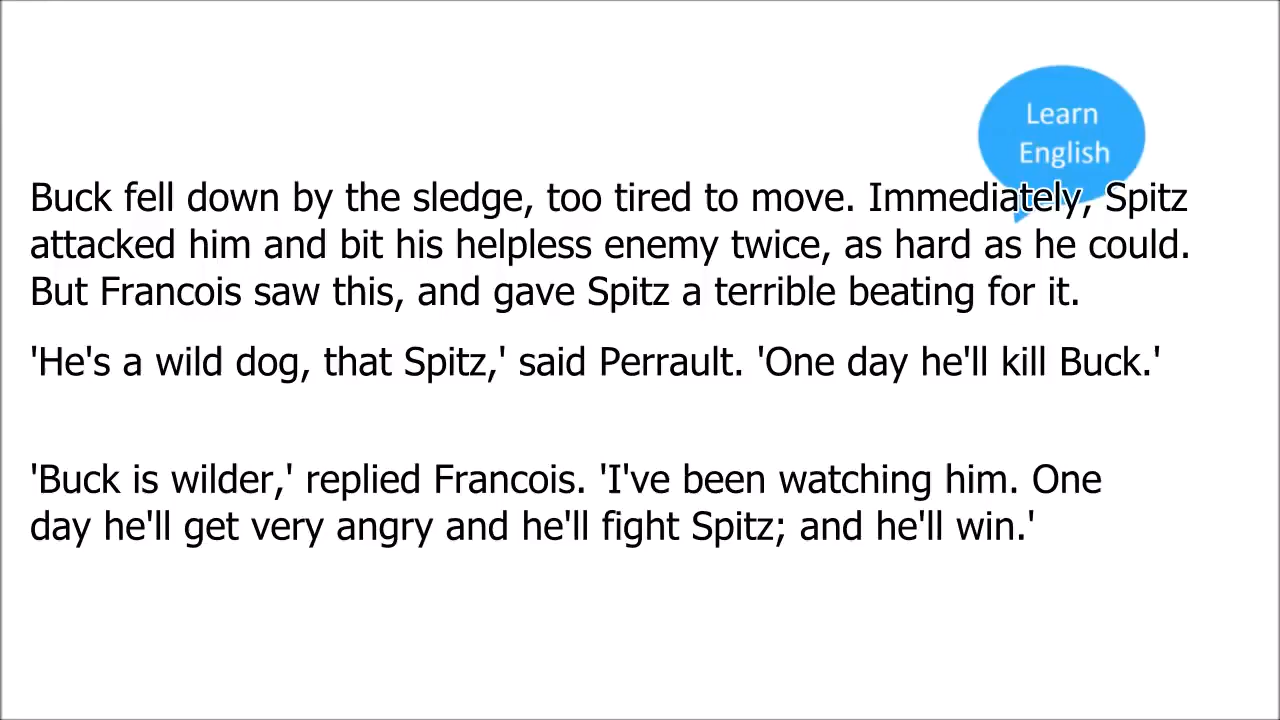 Learn
English
Buck fell down by the sledge, too tired to move. Immediately, Spitz
attacked him and bit his helpless enemy twice, as hard as he could.
But Francois saw this, and gave Spitz a terrible beating for it.
'He's a wild dog, that Spitz,' said Perrault. 'One day he'll kill Buck.'
'Buck is wilder,' replied Francois. 'I've been watching him. One
day he'll get very angry and he'll fight Spitz; and he'll win.'